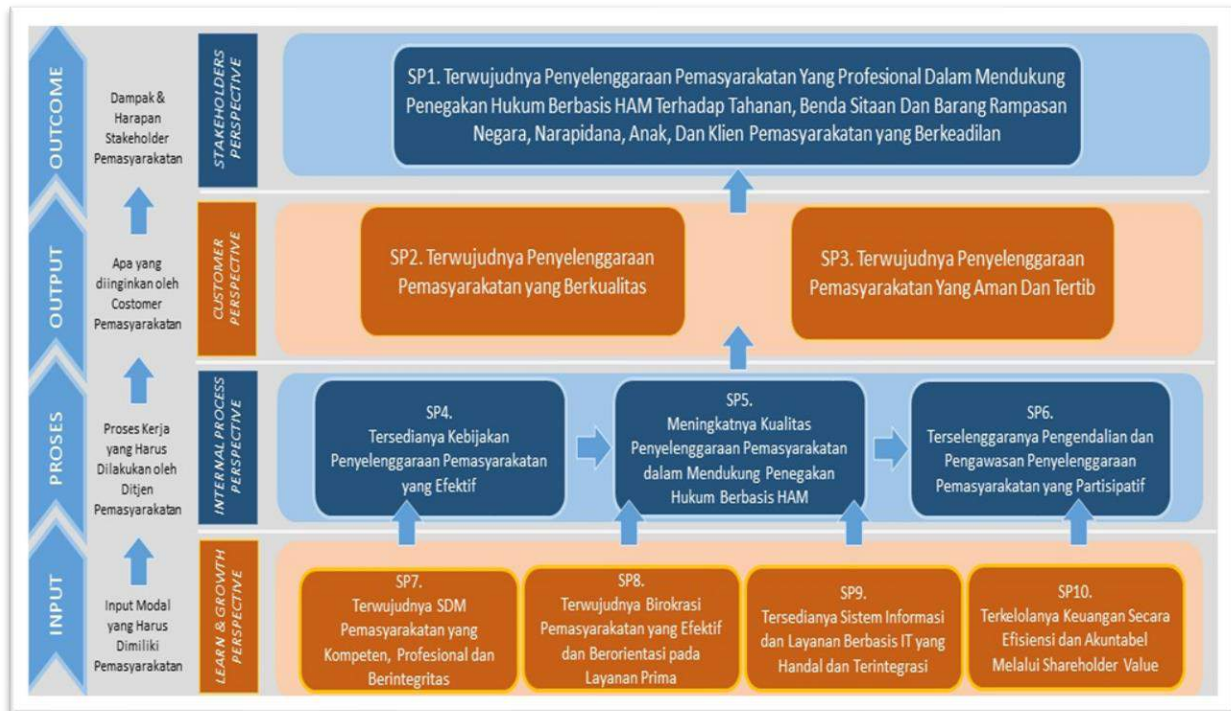 OUTCOME
Dampak &
Harapan
Stakeholder
Pemasyarakatan
STAKEHOLDERS
PERSPECTIVE
SP1. Terwujudnya Penyelenggaraan Pemasyarakatan Yang Profesional Dalam Mendukung
Penegakan Hukum Berbasis HAM Terhadap Tahanan, Benda Sitaan Dan Barang Rampasan
Negara, Narapidana, Anak, Dan Klien Pemasyarakatan yang Berkeadilan
OUTPUT
Apa yang
diinginkan oleh
Costomer
Pemasyarakatan
CUSTOMER
PERSPECTIVE
SP2. Terwujudnya Penyelenggaraan
Pemasyarakatan yang Berkualitas
SP3. Terwujudnya Penyelenggaraan
Pemasyarakatan Yang Aman Dan Tertib
PROSES
Proses Kerja
yang Harus
Dilakukan oleh
Ditjen
Pemasyarakatan
INTERNAL PROCESS
PERSPECTIVE
SP4.
Tersedianya Kebijakan
Penyelenggaraan Pemasyarakatan
yang Efektif
SP5.
Meningkatnya Kualitas
Penyelenggaraan Pemasyarakatan
dalam Mendukung Penegakan
Hukum Berbasis HAM
SP6.
Terselenggaranya Pengendalian dan
Pengawasan Penyelenggaraan
Pemasyarakatan yang Partisipatif
INPUT
Input Modal
yang Harus
Dimiliki
Pemasyarakatan
LEARN & GROWTH
PERSPECTIVE
SP7.
Terwujudnya SDM
Pemasyarakatan yang
Kompeten, Profesional dan
Berintegritas
SP8.
Terwujudnya Birokrasi
Pemasyarakatan yang Efektif
dan Berorientasi pada
Layanan Prima
SP9.
Tersedianya Sistem Informasi
dan Layanan Berbasis IT yang
Handal dan Terintegrasi
SP10.
Terkelolanya Keuangan Secara
Efisiensi dan Akuntabel
Melalui Shareholder Value